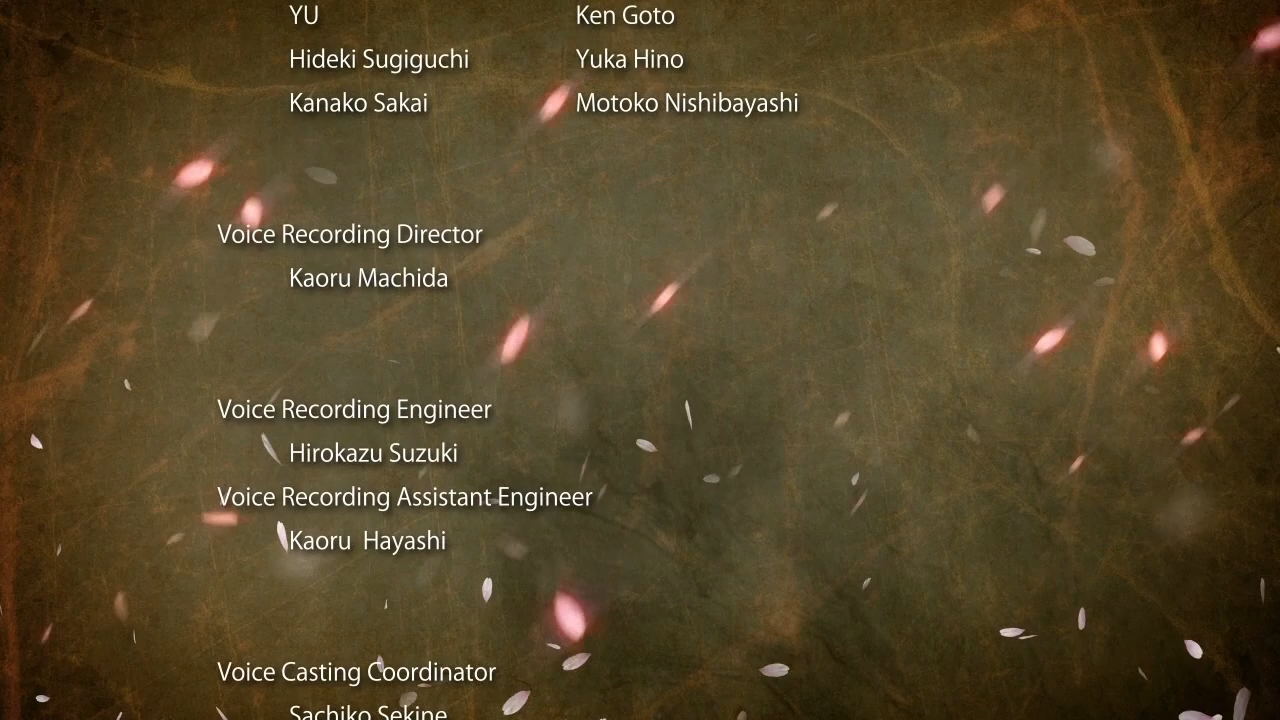 YU Ken Goto
Hideki Sugiguchi Yuka Hino
Kanako Sakai Motoko Nishibayashi
Voice Recording Director
Kaoru Machida
Voice Recording Engineer
Hirokazu Suzuki
Voice Recording Assistant Engineer
Kaoru Hayashi
Voice Casting Coordinator
Sachiko Sekine